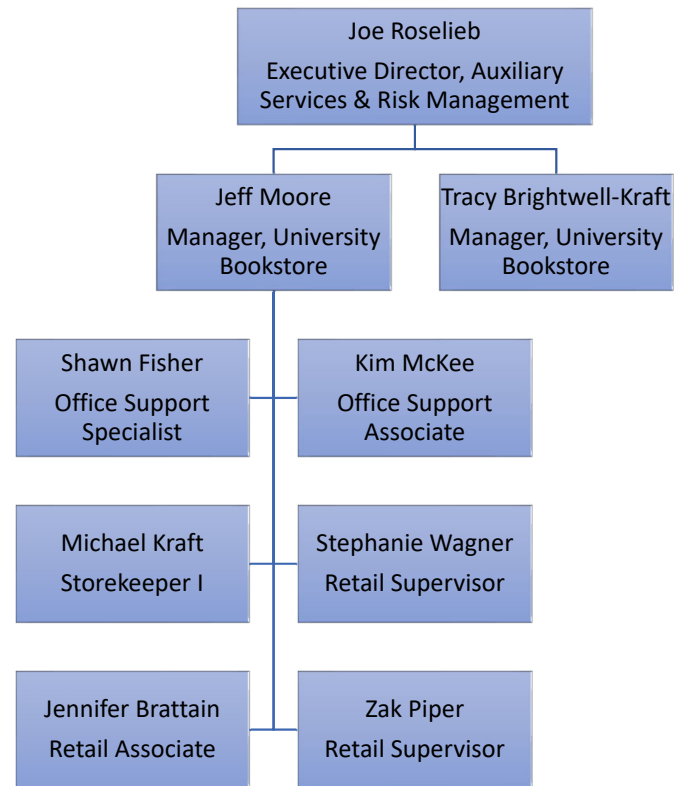 Joe Roselieb
Executive Director, Auxiliary
Services & Risk Management
Jeff Moore
Manager, University
Bookstore
Tracy Brightwell-Kraft
Manager, University
Bookstore
Shawn Fisher
Office Support
Specialist
Kim McKee
Office Support
Associate
Michael Kraft
Storekeeper I
Stephanie Wagner
Retail Supervisor
Jennifer Brattain
Retail Associate
Zak Piper
Retail Supervisor